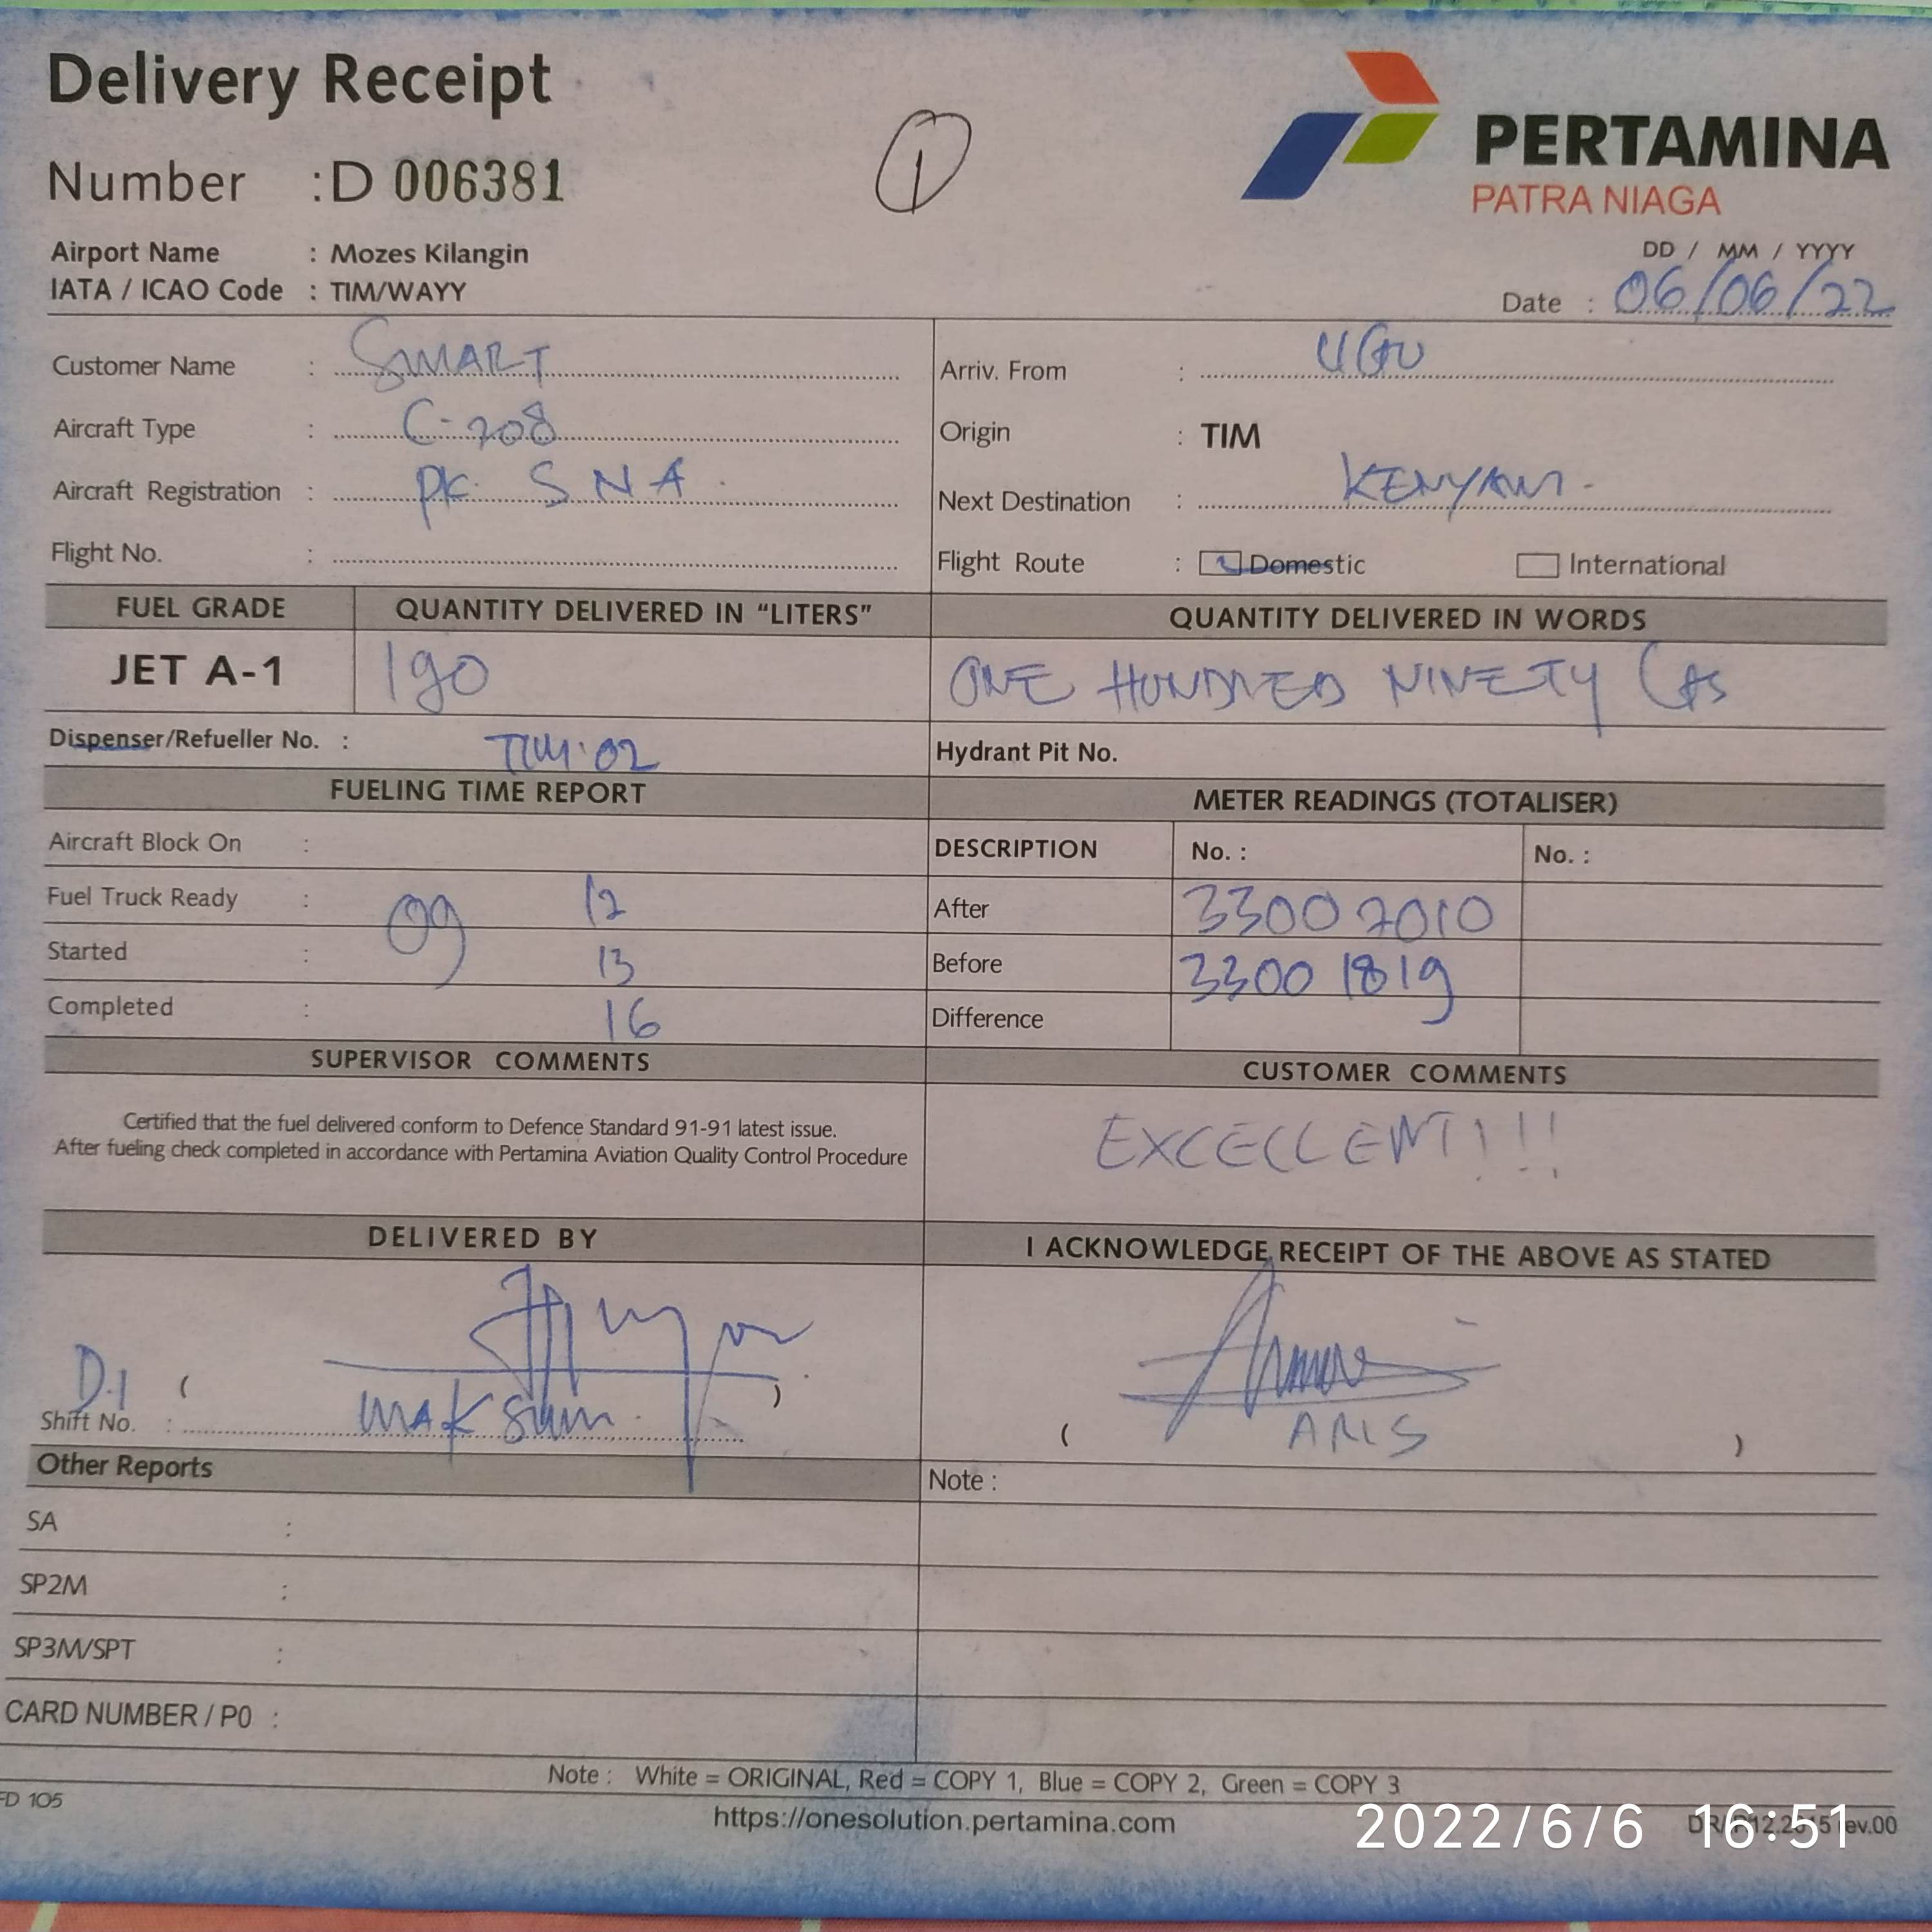 Delivery Receipt
Number : D 006381
1
PERTAMINA
PATRA NIAGA
Airport Name : Mozes Kilangin
IATA / ICAO Code : TIM/WAYY
DD / MM / YYYY
Date : 06/06/22
Customer Name : SMART
Arriv. From : UGU
Aircraft Type : C-208
Origin : TIM
Aircraft Registration : PK. SNA.
Next Destination : KENYAM.
Flight No. :
Flight Route : Domestic International
FUEL GRADE QUANTITY DELIVERED IN "LITERS" QUANTITY DELIVERED IN WORDS
JET A-1 190 ONE HUNDRED NINETY
Dispenser/Refueller No. : TIM.02
Hydrant Pit No.
FUELING TIME REPORT METER READINGS (TOTALISER)
Aircraft Block On :
DESCRIPTION No. : No. :
Fuel Truck Ready : 09 12
After 33002010
Started : 13
Before 33001819
Completed : 16
Difference
SUPERVISOR COMMENTS CUSTOMER COMMENTS
Certified that the fuel delivered conform to Defence Standard 91-91 latest issue.
After fueling check completed in accordance with Pertamina Aviation Quality Control Procedure
EXCELLENT!!!
DELIVERED BY I ACKNOWLEDGE RECEIPT OF THE ABOVE AS STATED
D.1 ( )
Shift No. : Maksum.
( ARIS )
Other Reports
Note :
SA :
SP2M :
SP3M/SPT :
CARD NUMBER / P0 :
Note : White = ORIGINAL, Red = COPY 1, Blue = COPY 2, Green = COPY 3
FD 105
https://onesolution.pertamina.com
2022/6/6 16:51